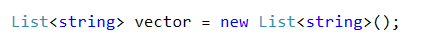 List<string> vector = new List<string>();